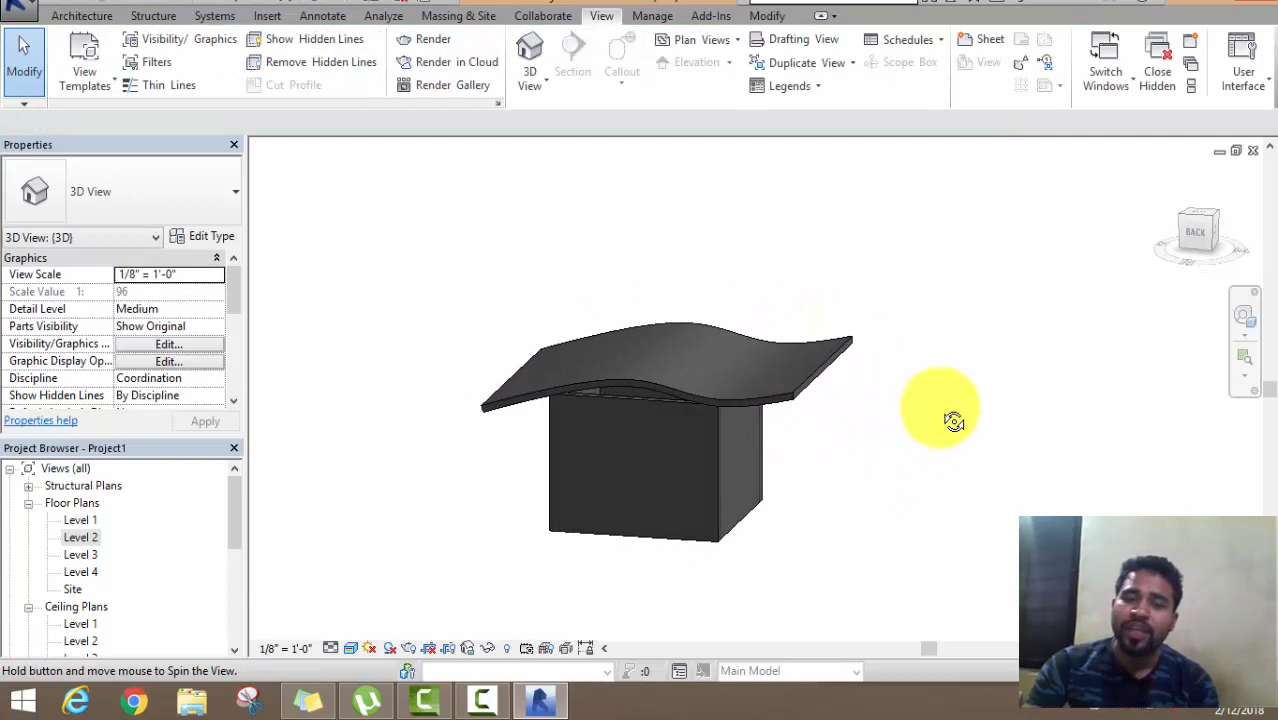 Architecture Structure Systems Insert Annotate Analyze Massing & Site Collaborate View Manage Add-Ins Modify
Modify
View
Templates
Visibility/ Graphics
Filters
Thin Lines
Show Hidden Lines
Remove Hidden Lines
Cut Profile
Render
Render in Cloud
Render Gallery
3D
View
Section
Callout
Plan Views
Elevation
Drafting View
Duplicate View
Legends
Schedules
Scope Box
Sheet
View
Switch
Windows
Close
Hidden
User
Interface
Properties
3D View
3D View: {3D}
Edit Type
Graphics
View Scale 1/8" = 1'-0"
Scale Value 1: 96
Detail Level Medium
Parts Visibility Show Original
Visibility/Graphics ... Edit...
Graphic Display Op... Edit...
Discipline Coordination
Show Hidden Lines By Discipline
Properties help
Apply
BACK
Project Browser - Project1
Views (all)
Structural Plans
Floor Plans
Level 1
Level 2
Level 3
Level 4
Site
Ceiling Plans
Level 1
Level 2
1/8" = 1'-0"
Hold button and move mouse to Spin the View.
:0
Main Model
2/12/2018